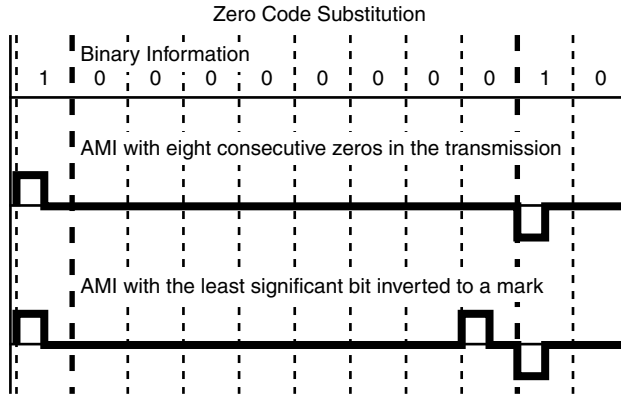 Zero Code Substitution
Binary Information
1 0 0 0 0 0 0 0 0 1 0
AMI with eight consecutive zeros in the transmission
AMI with the least significant bit inverted to a mark